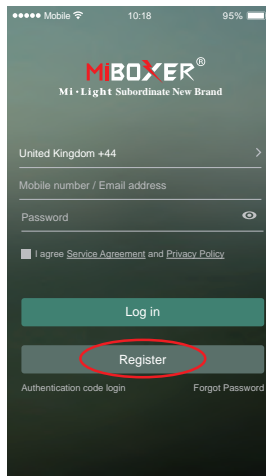 Mobile 10:18 95%
MiBOXER®
Mi·Light Subordinate New Brand
United Kingdom +44
Mobile number / Email address
Password
I agree Service Agreement and Privacy Policy
Log in
Register
Authentication code login Forgot Password